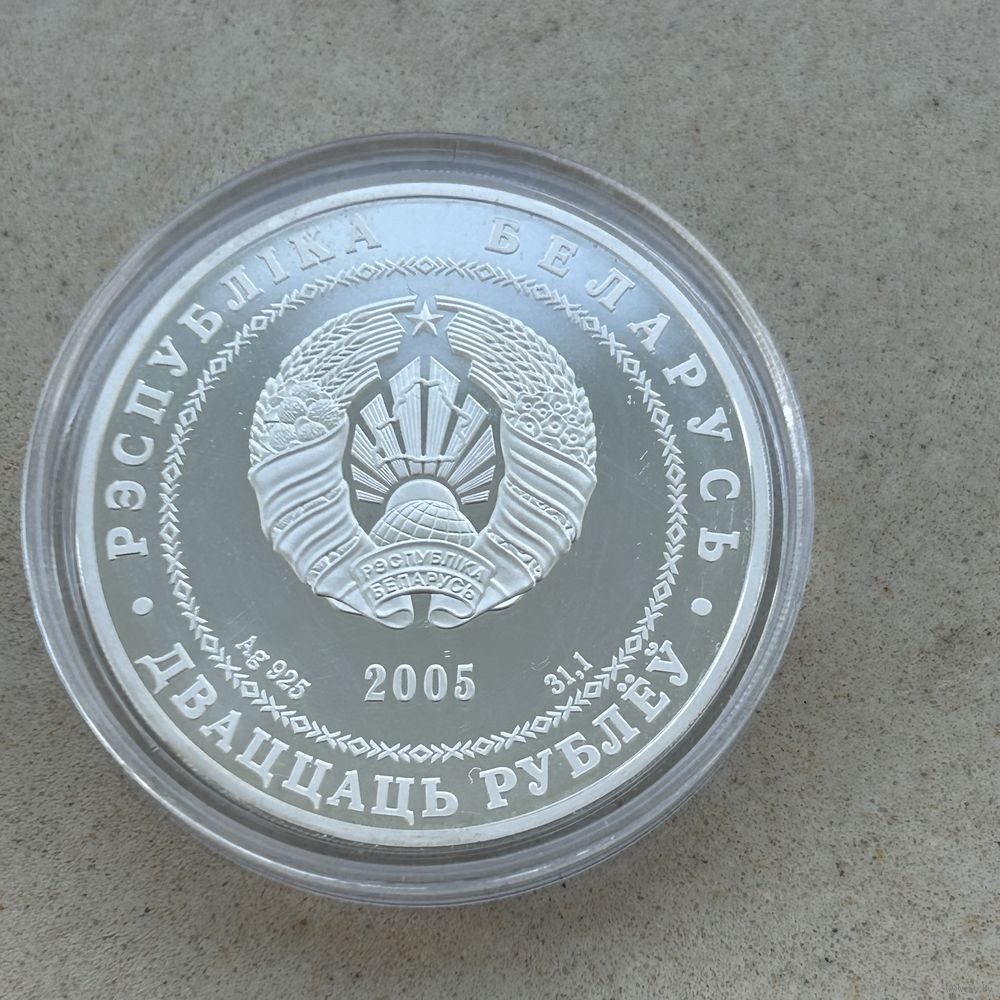 РЭСПУБЛІКА БЕЛАРУСЬ
РЭСПУБЛІКА
БЕЛАРУСЬ
Ag 925
2005
31,1
ДВАЦЦАЦЬ РУБЛЁЎ